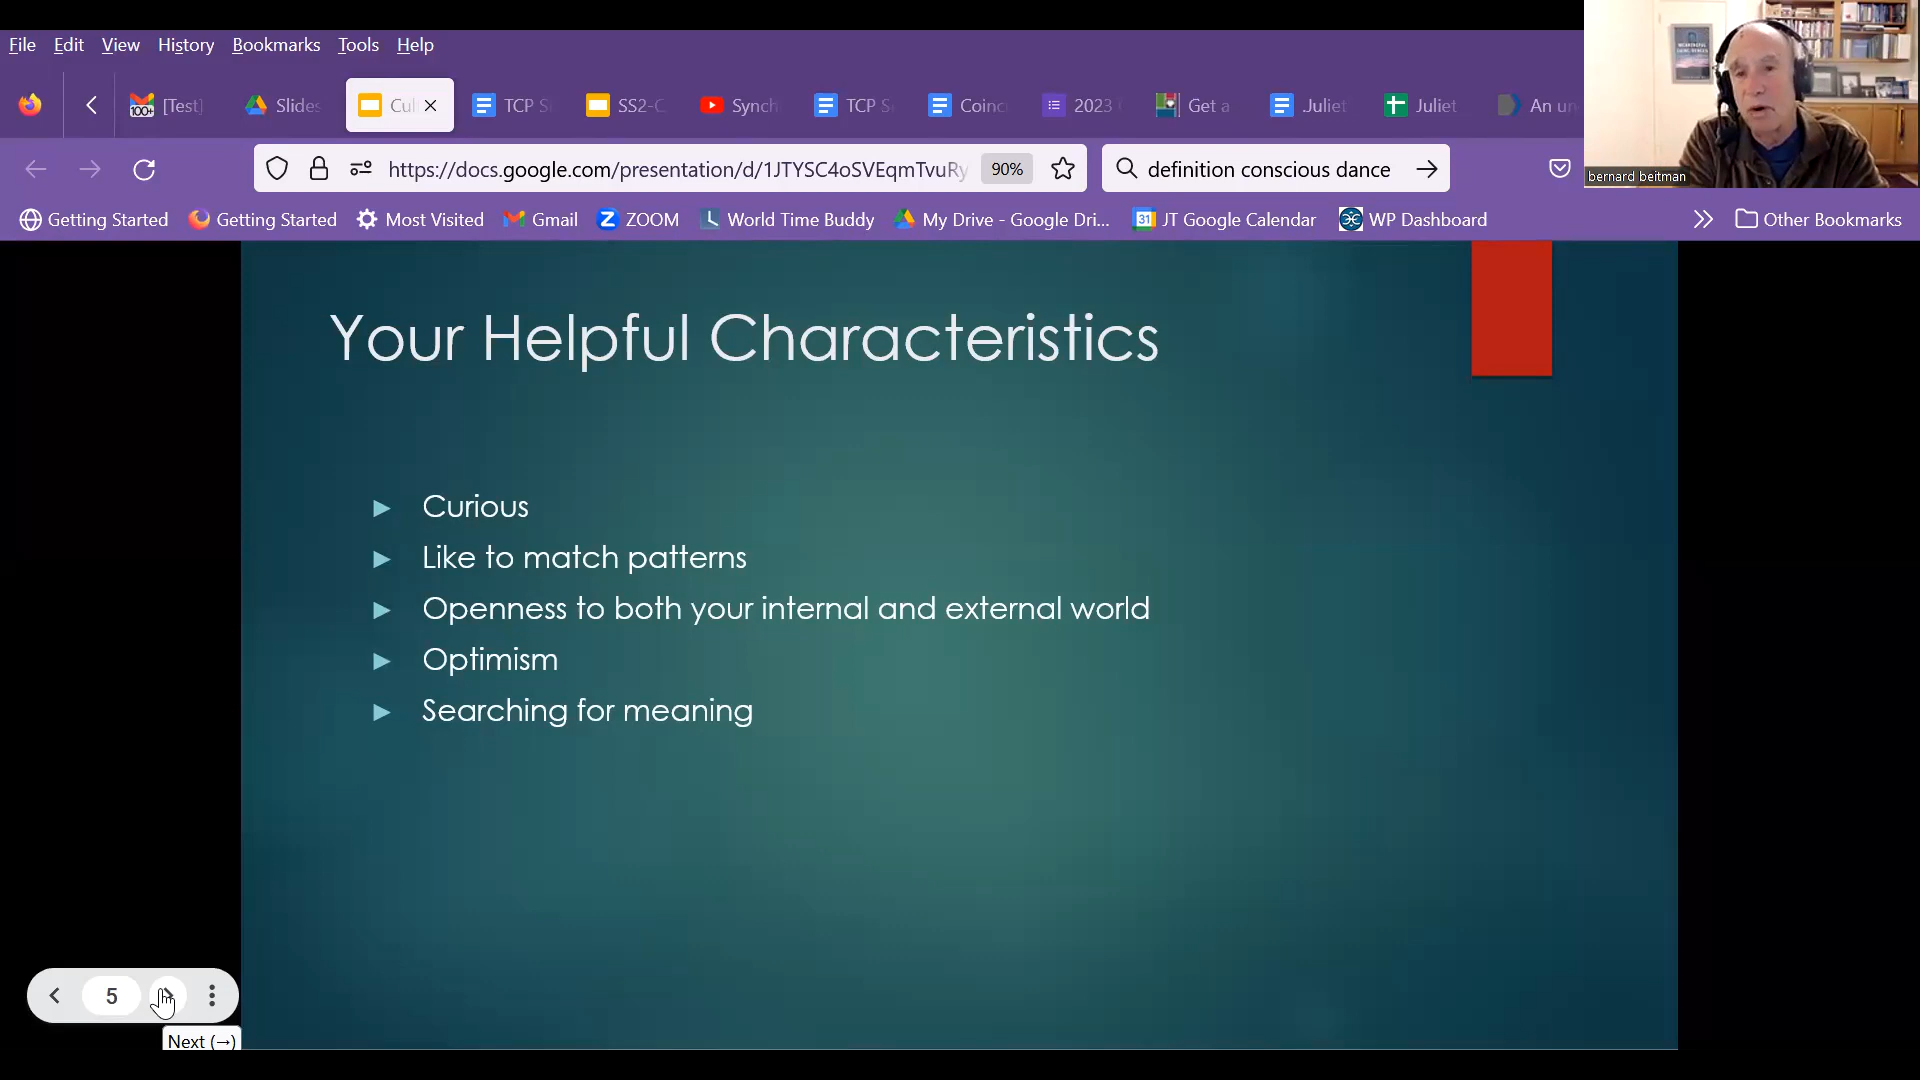 File Edit View History Bookmarks Tools Help
100+ [Test] Slides Cul TCP S SS2-C Synch TCP S Coinc 2023 Get a Juliet Juliet An un
https://docs.google.com/presentation/d/1JTYSC4oSVEqmTvuRy 90% definition conscious dance
bernard beitman
Getting Started Getting Started Most Visited Gmail ZOOM World Time Buddy My Drive - Google Dri... 31 JT Google Calendar WP Dashboard Other Bookmarks
Your Helpful Characteristics
Curious
Like to match patterns
Openness to both your internal and external world
Optimism
Searching for meaning
5
Next (→)